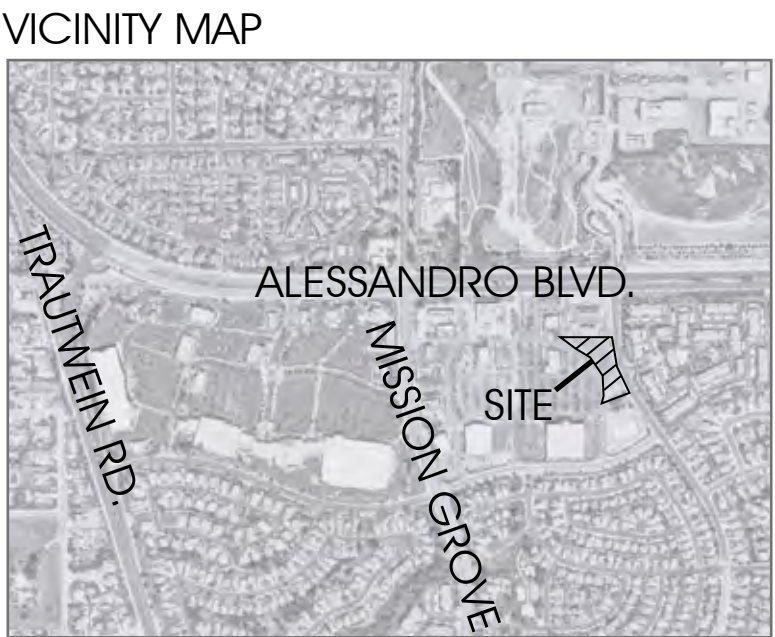 VICINITY MAP
TRAUTWEIN RD.
ALESSANDRO BLVD.
MISSION GROVE
SITE